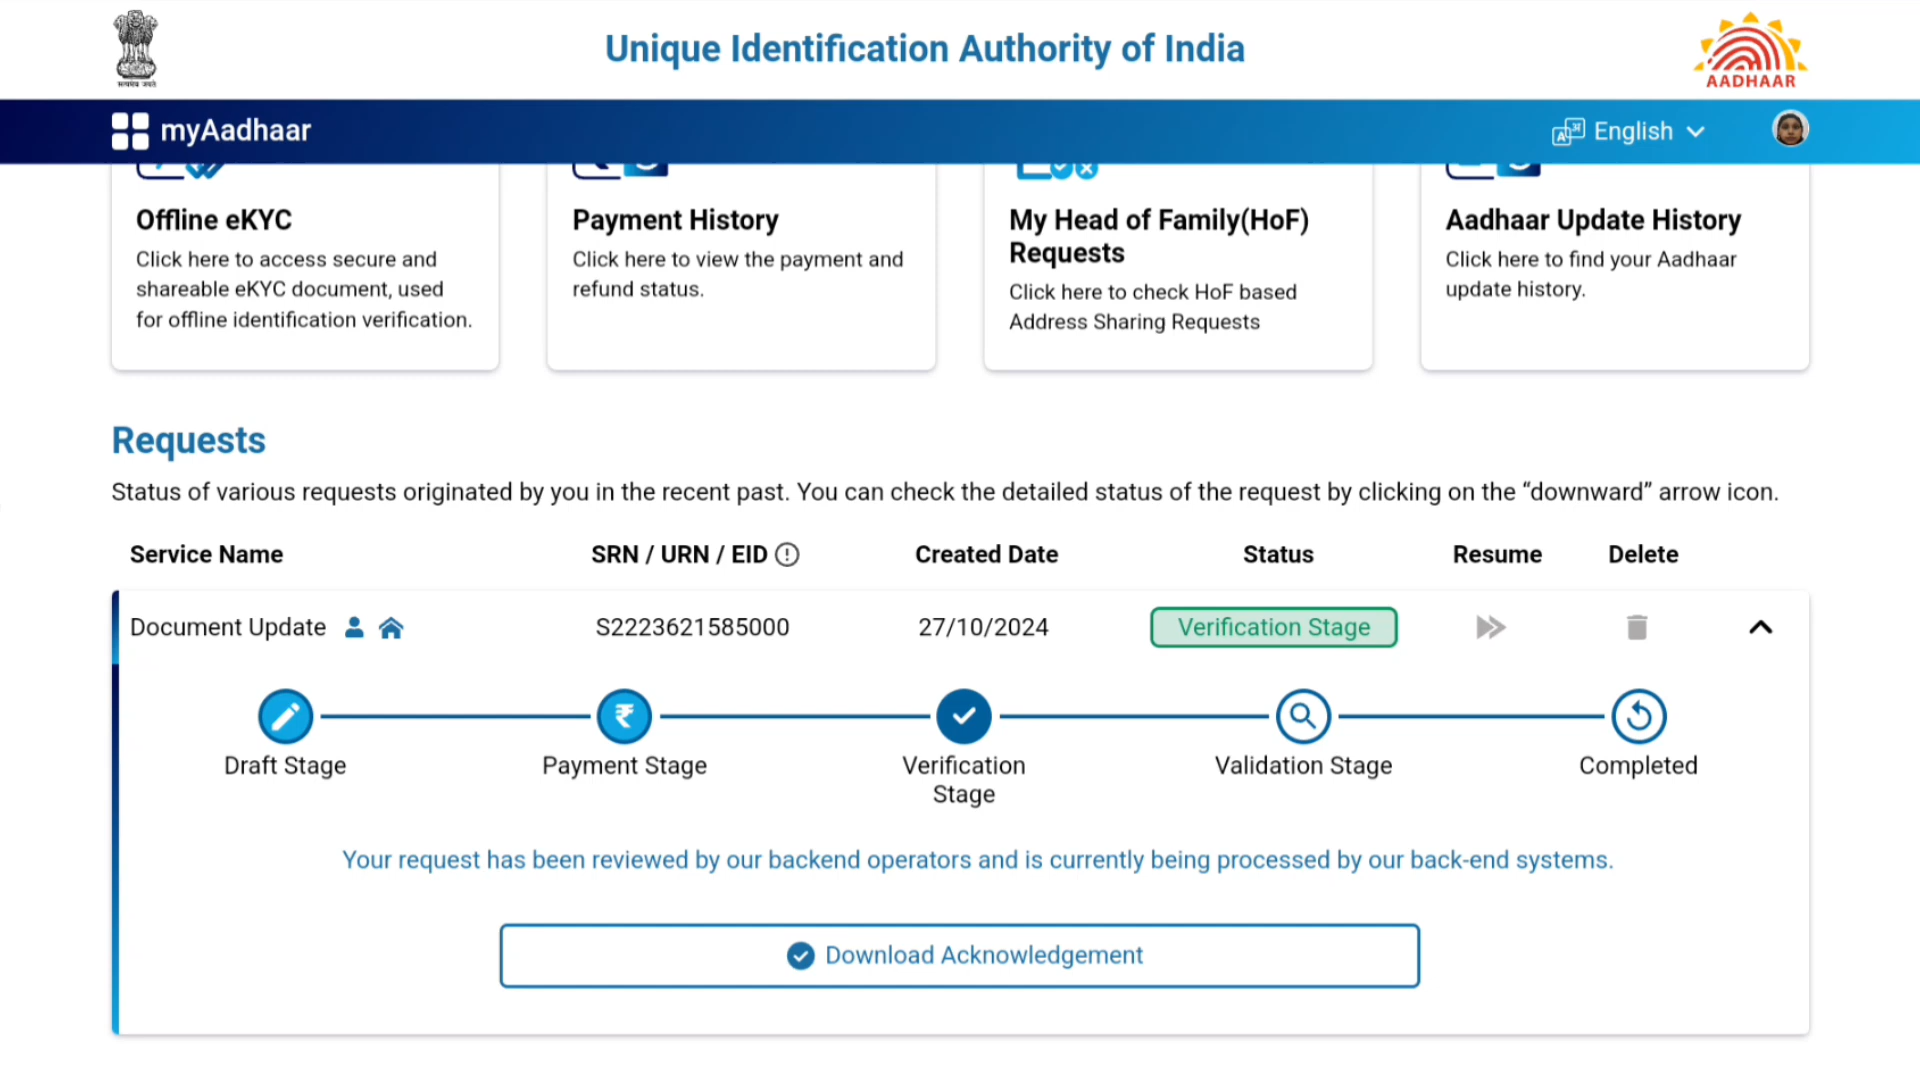 Unique Identification Authority of India
सत्यमेव जयते
AADHAAR
myAadhaar
English
Offline eKYC
Click here to access secure and
shareable eKYC document, used
for offline identification verification.
Payment History
Click here to view the payment and
refund status.
My Head of Family(HoF)
Requests
Click here to check HoF based
Address Sharing Requests
Aadhaar Update History
Click here to find your Aadhaar
update history.
Requests
Status of various requests originated by you in the recent past. You can check the detailed status of the request by clicking on the “downward” arrow icon.
Service Name SRN / URN / EID Created Date Status Resume Delete
Document Update S2223621585000 27/10/2024 Verification Stage
Draft Stage Payment Stage Verification Validation Stage Completed
Stage
Your request has been reviewed by our backend operators and is currently being processed by our back-end systems.
Download Acknowledgement